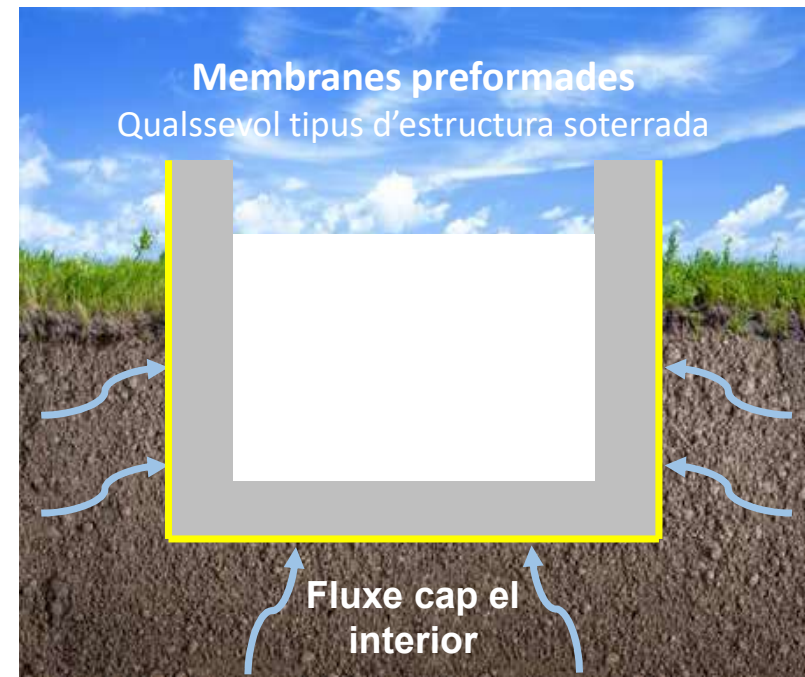 Membranes preformades
Qualssevol tipus d'estructura soterrada
Fluxe cap el
interior